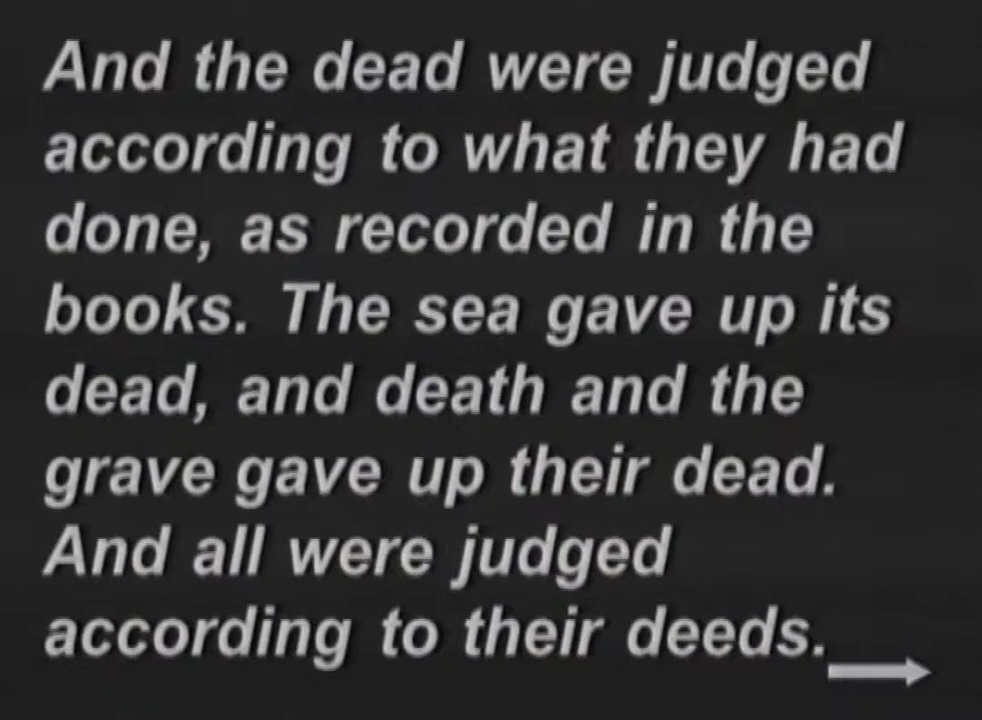 And the dead were judged
according to what they had
done, as recorded in the
books. The sea gave up its
dead, and death and the
grave gave up their dead.
And all were judged
according to their deeds.